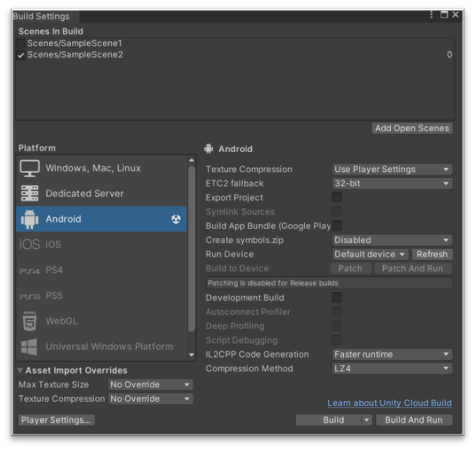 Build Settings
Scenes In Build
Scenes/SampleScene1
Scenes/SampleScene2 0
Add Open Scenes
Platform
Windows, Mac, Linux
Dedicated Server
Android
iOS iOS
PS4 PS4
PS5 PS5
WebGL
Universal Windows Platform
Android
Texture Compression Use Player Settings
ETC2 fallback 32-bit
Export Project
Symlink Sources
Build App Bundle (Google Play
Create symbols.zip Disabled
Run Device Default device Refresh
Build to Device Patch Patch And Run
Patching is disabled for Release builds
Development Build
Autoconnect Profiler
Deep Profiling
Script Debugging
IL2CPP Code Generation Faster runtime
Compression Method LZ4
Asset Import Overrides
Max Texture Size No Override
Texture Compression No Override
Learn about Unity Cloud Build
Player Settings... Build Build And Run